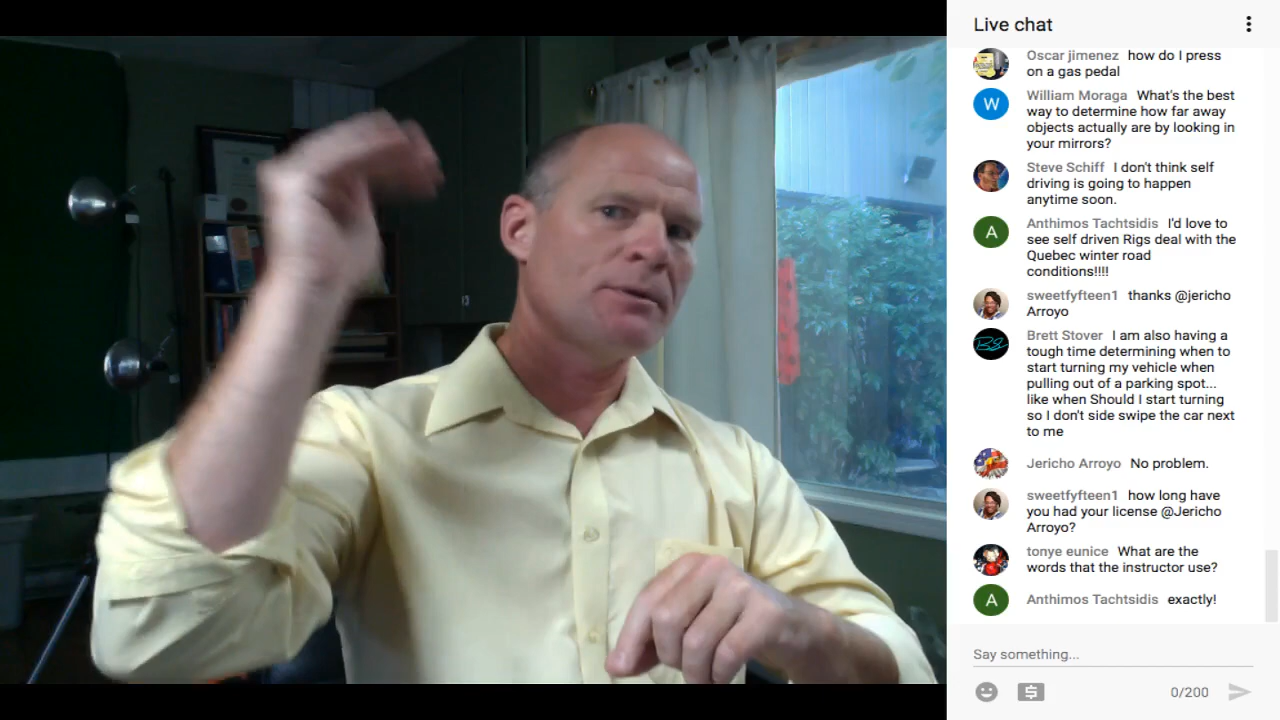 Live chat
Oscar jimenez how do I press
on a gas pedal
W
William Moraga What's the best
way to determine how far away
objects actually are by looking in
your mirrors?
Steve Schiff I don't think self
driving is going to happen
anytime soon.
A
Anthimos Tachtsidis I'd love to
see self driven Rigs deal with the
Quebec winter road
conditions!!!!
sweetfyfteen1 thanks @jericho
Arroyo
Brett Stover I am also having a
tough time determining when to
start turning my vehicle when
pulling out of a parking spot...
like when Should I start turning
so I don't side swipe the car next
to me
Jericho Arroyo No problem.
sweetfyfteen1 how long have
you had your license @Jericho
Arroyo?
tonye eunice What are the
words that the instructor use?
A
Anthimos Tachtsidis exactly!
Say something...
$
0/200